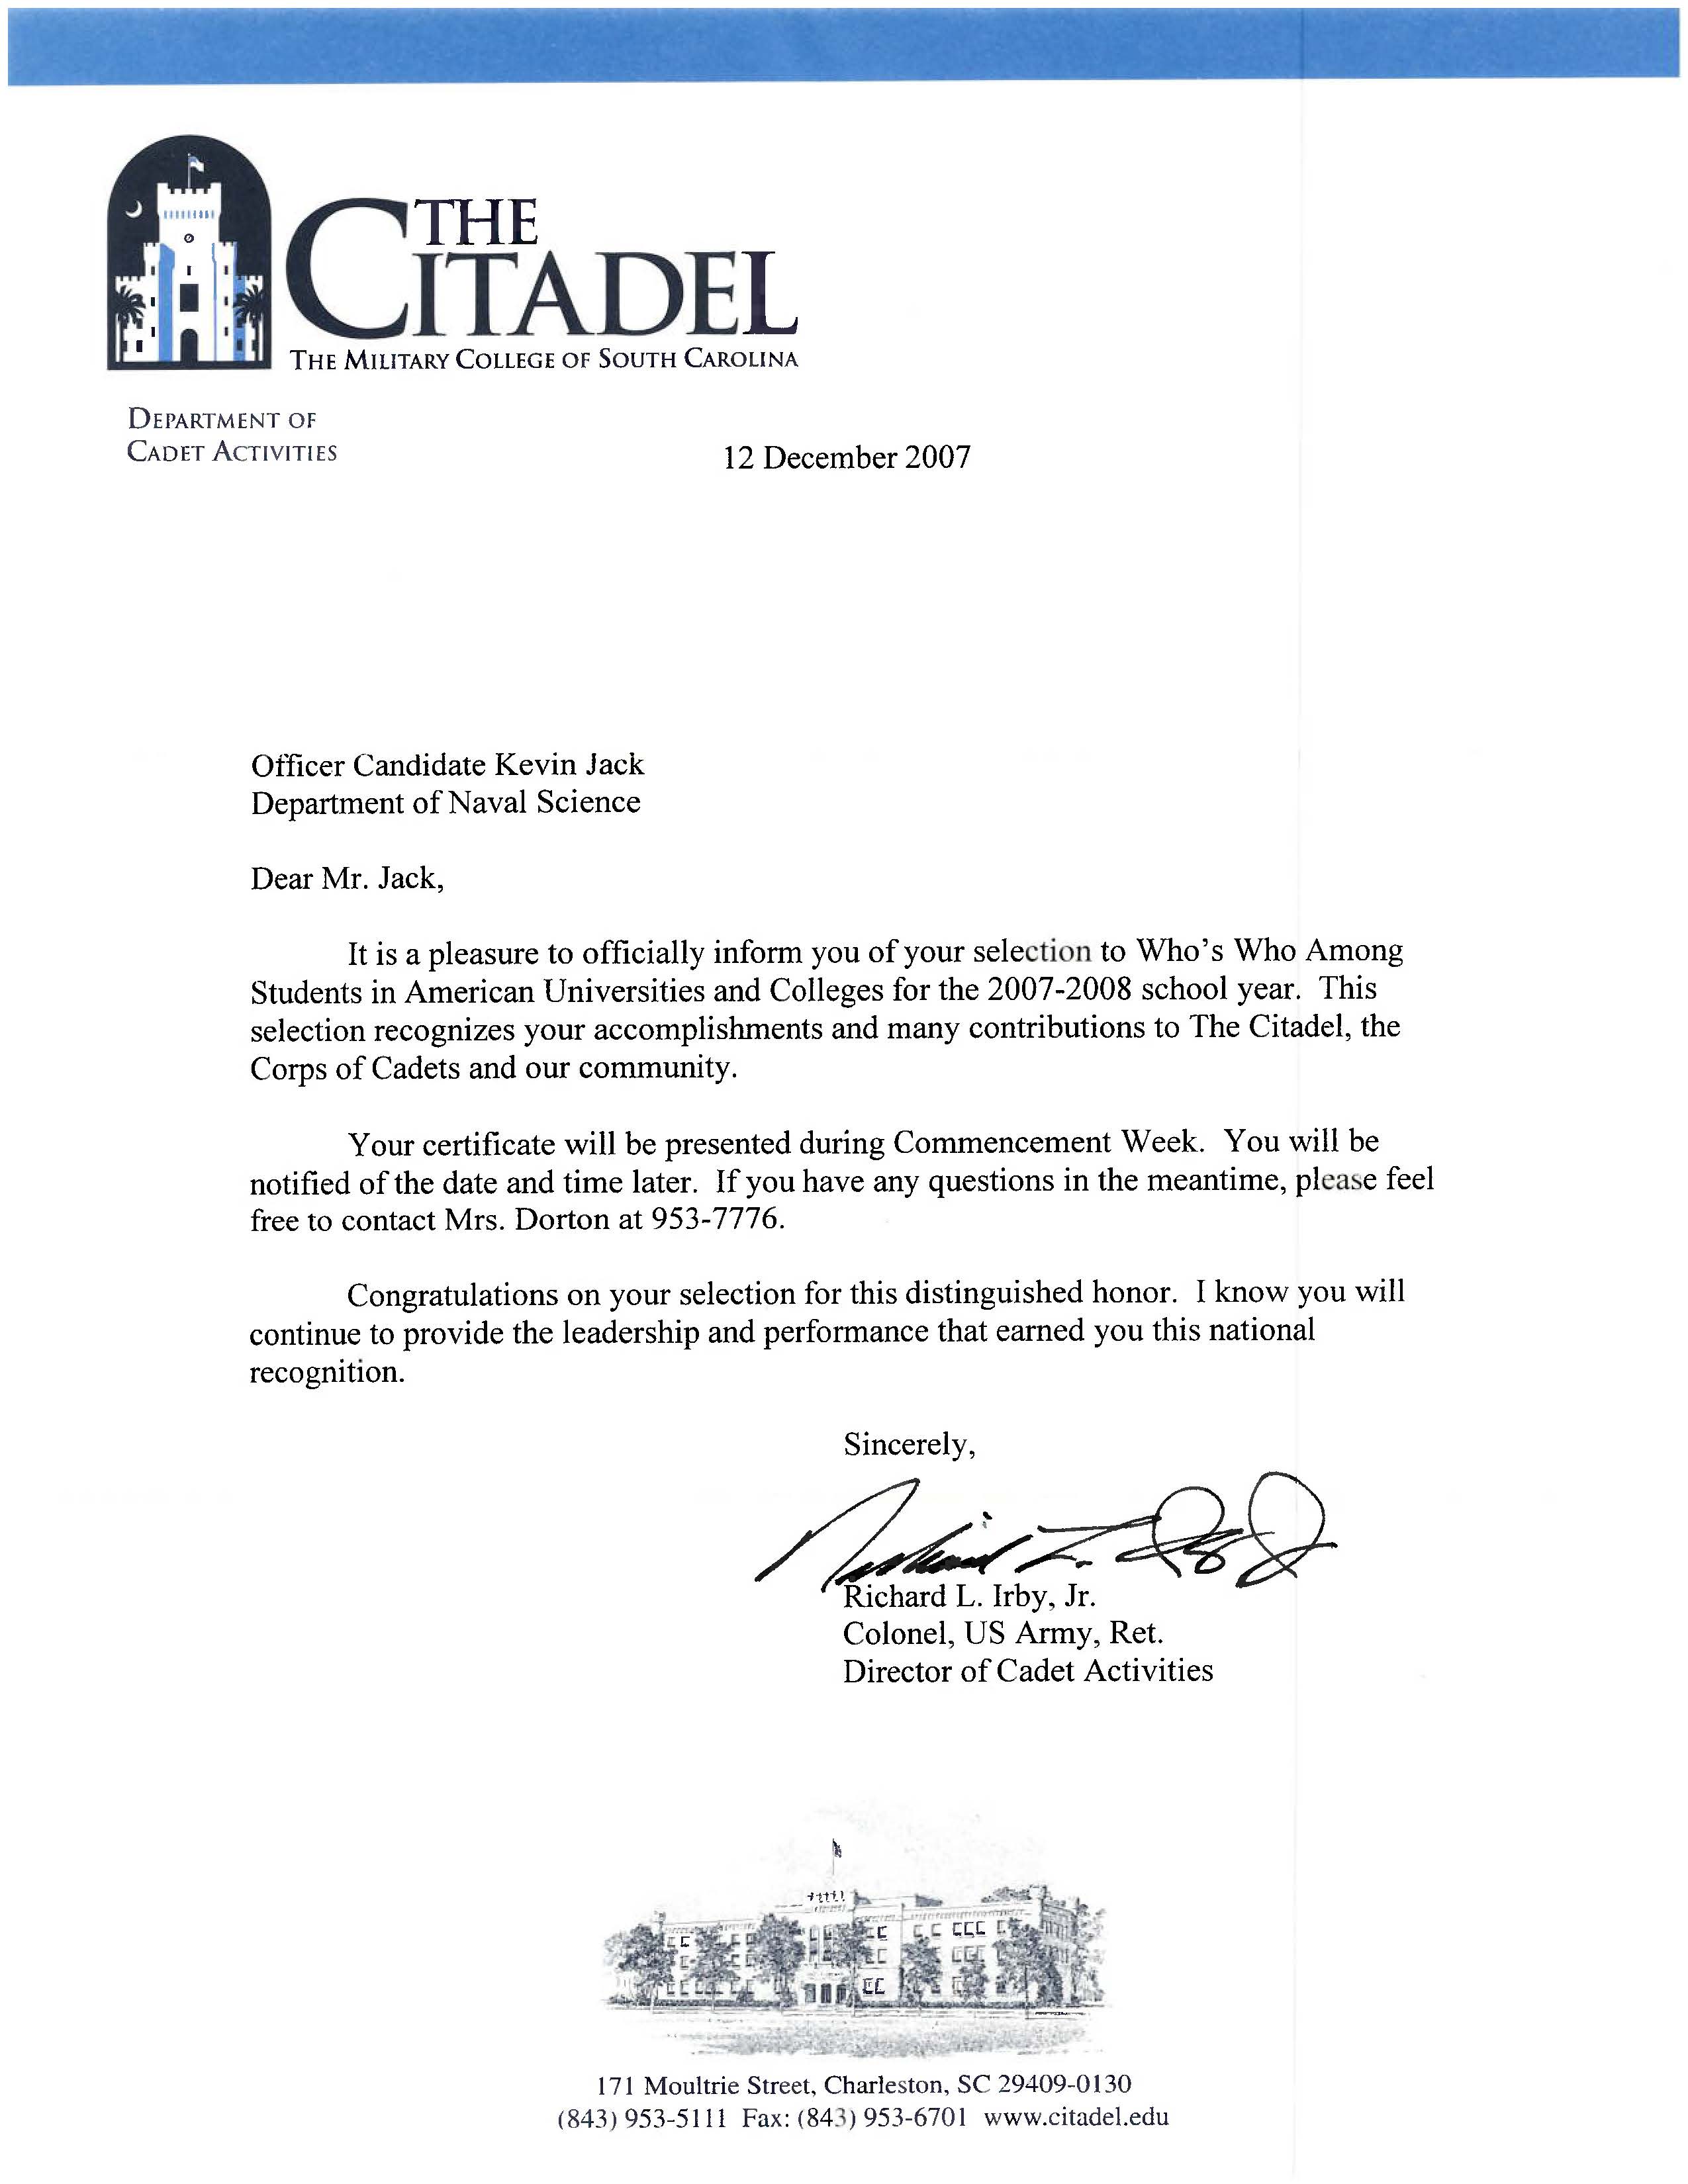 THE
CITADEL
THE MILITARY COLLEGE OF SOUTH CAROLINA
DEPARTMENT OF
CADET ACTIVITIES
12 December 2007
Officer Candidate Kevin Jack
Department of Naval Science
Dear Mr. Jack,
It is a pleasure to officially inform you of your selection to Who's Who Among
Students in American Universities and Colleges for the 2007-2008 school year. This
selection recognizes your accomplishments and many contributions to The Citadel, the
Corps of Cadets and our community.
Your certificate will be presented during Commencement Week. You will be
notified of the date and time later. If you have any questions in the meantime, please feel
free to contact Mrs. Dorton at 953-7776.
Congratulations on your selection for this distinguished honor. I know you will
continue to provide the leadership and performance that earned you this national
recognition.
Sincerely,
Richard L. Irby, Jr.
Colonel, US Army, Ret.
Director of Cadet Activities
171 Moultrie Street, Charleston, SC 29409-0130
(843) 953-5111 Fax: (843) 953-6701 www.citadel.edu